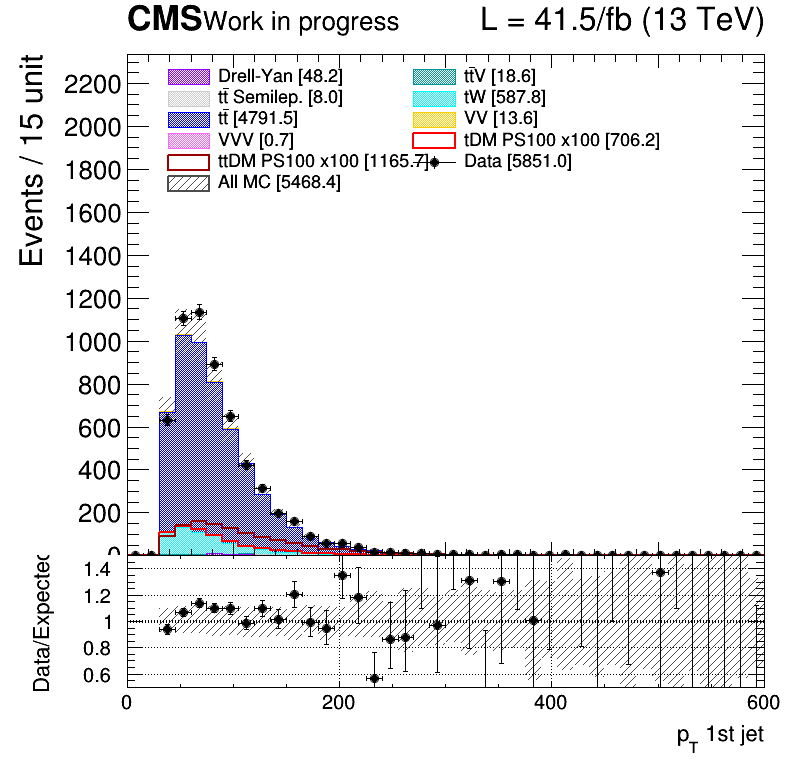 CMS Work in progress L = 41.5/fb (13 TeV)
Events / 15 unit
2200
2000
1800
1600
1400
1200
1000
800
600
400
200
0
Drell-Yan [48.2]
tt̄V [18.6]
tt̄ Semilep. [8.0]
tW [587.8]
tt̄ [4791.5]
VV [13.6]
VVV [0.7]
tDM PS100 x100 [706.2]
ttDM PS100 x100 [1165.7]
Data [5851.0]
All MC [5468.4]
Data/Expected
1.4
1.2
1
0.8
0.6
0 200 400 600
p_T 1st jet